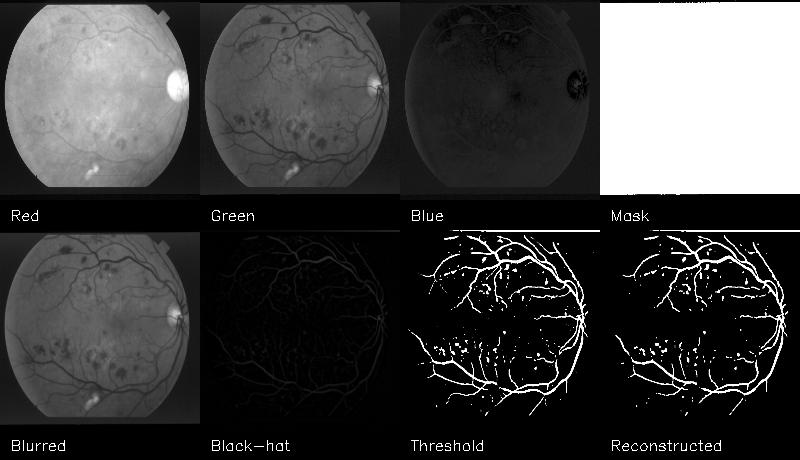 Red
Green
Blue
Mask
Blurred
Black-hat
Threshold
Reconstructed